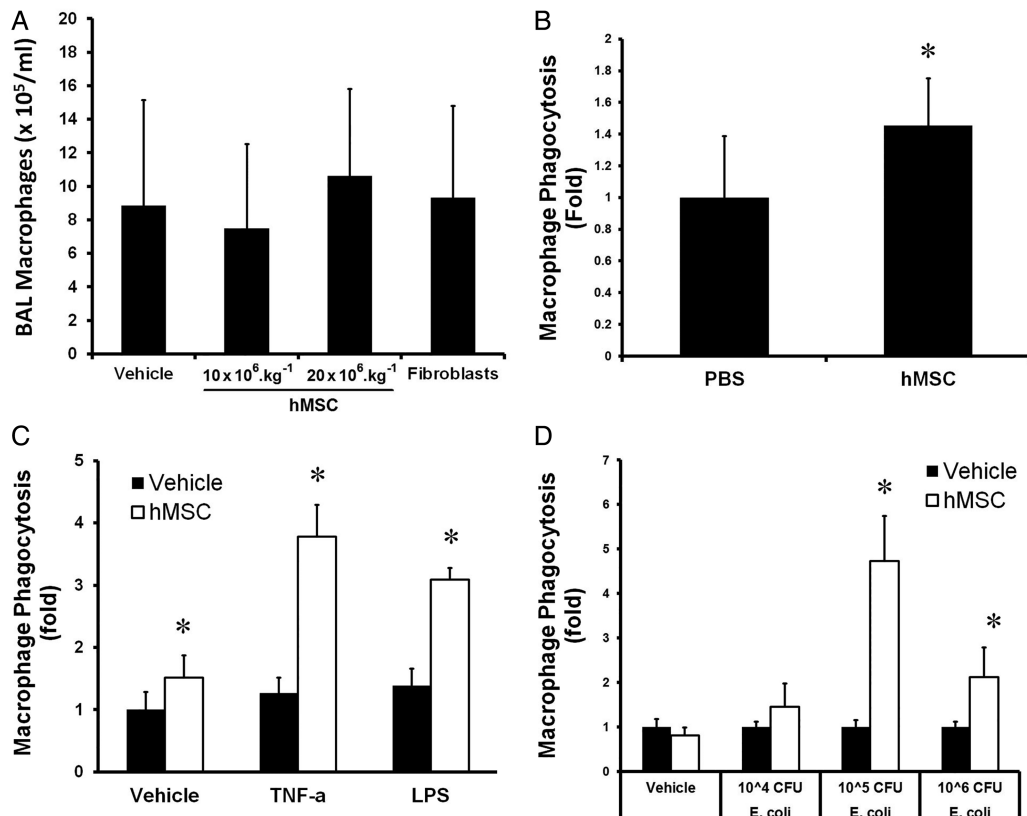 A
BAL Macrophages (x 10⁵/ml)
20
18
16
14
12
10
8
6
4
2
0
Vehicle
10 x 10⁶.kg⁻¹
20 x 10⁶.kg⁻¹
Fibroblasts
hMSC
B
Macrophage Phagocytosis
(Fold)
2
1.8
1.6
1.4
1.2
1
0.8
0.6
0.4
0.2
0
*
PBS
hMSC
C
Macrophage Phagocytosis
(fold)
5
4
3
2
1
0
Vehicle
hMSC
*
*
*
Vehicle
TNF-a
LPS
D
Macrophage Phagocytosis
(fold)
7
6
5
4
3
2
1
0
Vehicle
hMSC
*
*
Vehicle
10^4 CFU
E. coli
10^5 CFU
E. coli
10^6 CFU
E. coli